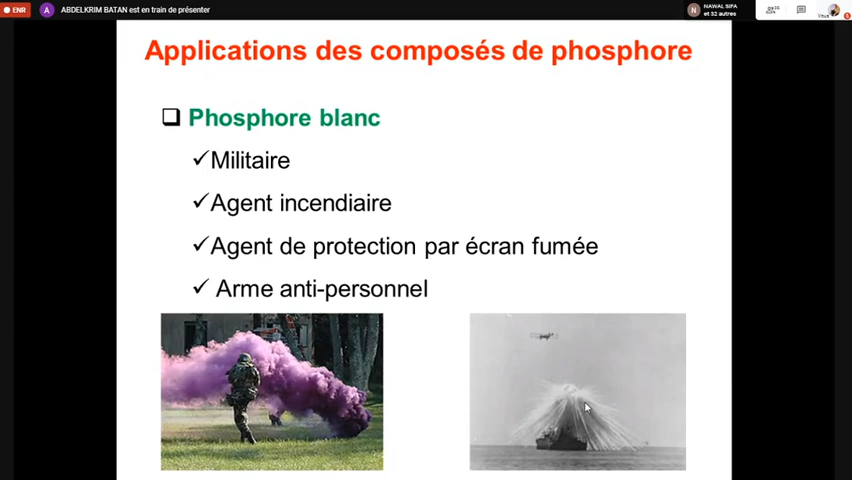 ENR
A
ABDELKRIM BATAN est en train de présenter
N
NAWAL SIFA
et 32 autres
Vous
Applications des composés de phosphore
Phosphore blanc
Militaire
Agent incendiaire
Agent de protection par écran fumée
Arme anti-personnel